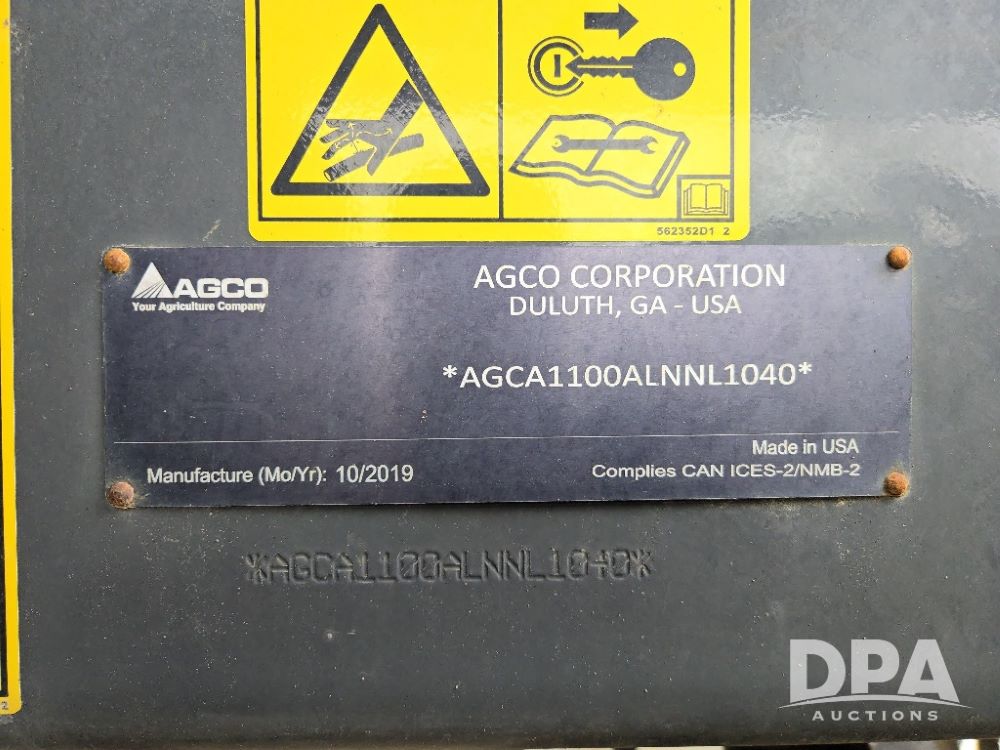 562352D1 2
AGCO
Your Agriculture Company
AGCO CORPORATION
DULUTH, GA - USA
*AGCA1100ALNNL1040*
Made in USA
Manufacture (Mo/Yr): 10/2019
Complies CAN ICES-2/NMB-2
*AGCA1100ALNNL1040*
2
DPA
AUCTIONS